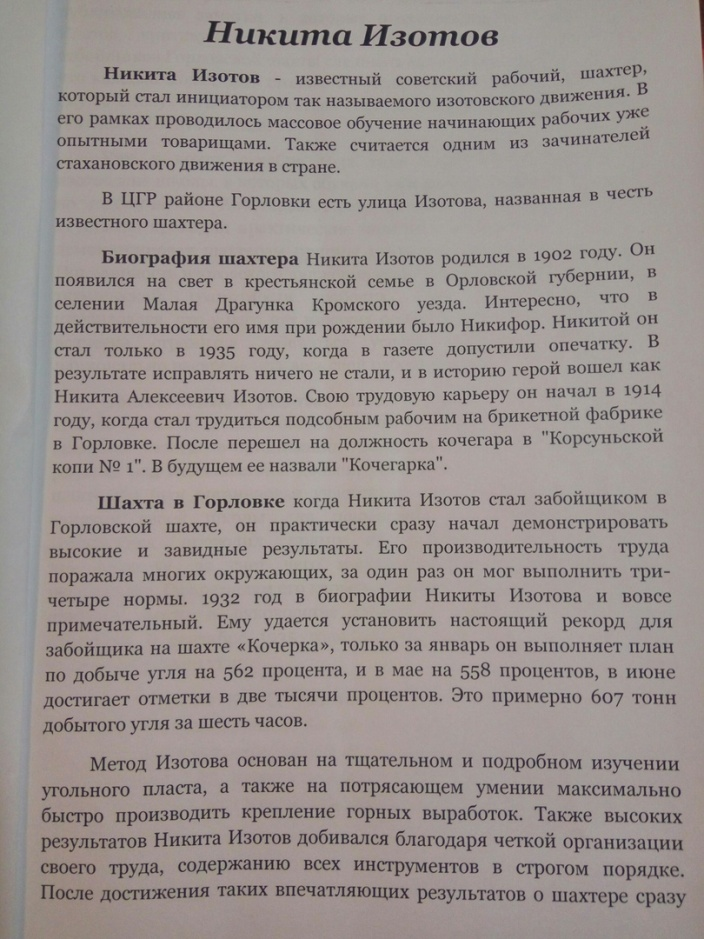 Никита Изотов
Никита Изотов - известный советский рабочий, шахтер,
который стал инициатором так называемого изотовского движения. В
его рамках проводилось массовое обучение начинающих рабочих уже
опытными товарищами. Также считается одним из зачинателей
стахановского движения в стране.
В ЦГР районе Горловки есть улица Изотова, названная в честь
известного шахтера.
Биография шахтера Никита Изотов родился в 1902 году. Он
появился на свет в крестьянской семье в Орловской губернии, в
селении Малая Драгунка Кромского уезда. Интересно, что в
действительности его имя при рождении было Никифор. Никитой он
стал только в 1935 году, когда в газете допустили опечатку. В
результате исправлять ничего не стали, и в историю герой вошел как
Никита Алексеевич Изотов. Свою трудовую карьеру он начал в 1914
году, когда стал трудиться подсобным рабочим на брикетной фабрике
в Горловке. После перешел на должность кочегара в "Корсуньской
копи № 1". В будущем ее назвали "Кочегарка".
Шахта в Горловке когда Никита Изотов стал забойщиком в
Горловской шахте, он практически сразу начал демонстрировать
высокие и завидные результаты. Его производительность труда
поражала многих окружающих, за один раз он мог выполнить три-
четыре нормы. 1932 год в биографии Никиты Изотова и вовсе
примечательный. Ему удается установить настоящий рекорд для
забойщика на шахте «Кочерка», только за январь он выполняет план
по добыче угля на 562 процента, и в мае на 558 процентов, в июне
достигает отметки в две тысячи процентов. Это примерно 607 тонн
добытого угля за шесть часов.
Метод Изотова основан на тщательном и подробном изучении
угольного пласта, а также на потрясающем умении максимально
быстро производить крепление горных выработок. Также высоких
результатов Никита Изотов добивался благодаря четкой организации
своего труда, содержанию всех инструментов в строгом порядке.
После достижения таких впечатляющих результатов о шахтере сразу